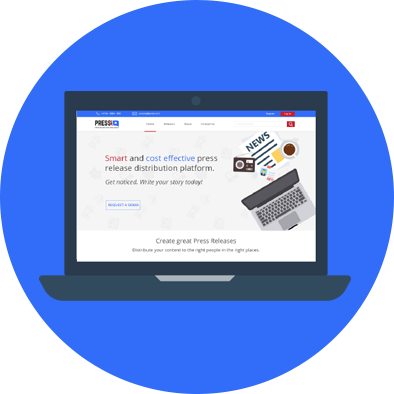 PRESS
Smart and cost effective press
release distribution platform.
Get noticed. Write your story today!
REQUEST A DEMO
NEWS
Create great Press Releases
Distribute your content to the right people in the right places.